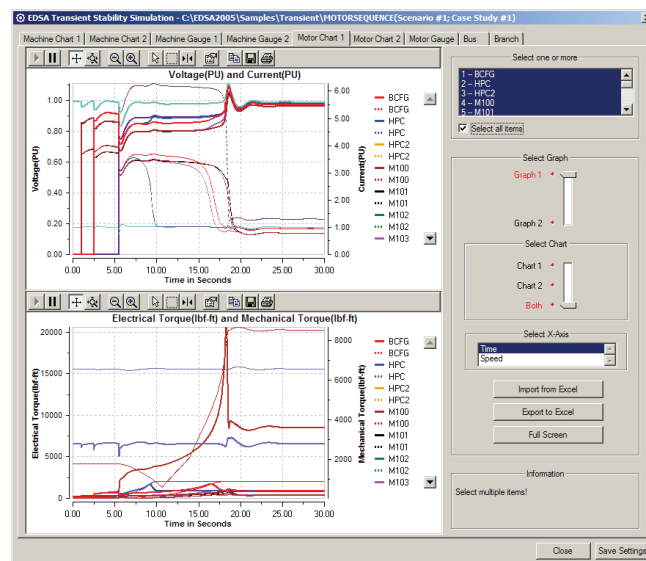 EDSA Transient Stability Simulation - C:\EDSA2005\Samples\Transient\MOTORSEQUENCE(Scenario #1; Case Study #1)
Machine Chart 1 Machine Chart 2 Machine Gauge 1 Machine Gauge 2 Motor Chart 1 Motor Chart 2 Motor Gauge Bus Branch
Voltage(PU) and Current(PU)
Voltage(PU)
1.00
0.80
0.60
0.40
0.20
0.00
6.00
5.00
4.00
3.00
2.00
1.00
0.00
Current(PU)
0.00 5.00 10.00 15.00 20.00 25.00 30.00
Time in Seconds
BCFG
BCFG
HPC
HPC
HPC2
HPC2
M100
M100
M101
M101
M102
M102
M103
Electrical Torque(lbf-ft) and Mechanical Torque(lbf-ft)
Electrical Torque(lbf-ft)
20000
15000
10000
5000
0
8000
6000
4000
2000
Mechanical Torque(lbf-ft)
0.00 5.00 10.00 15.00 20.00 25.00 30.00
Time in Seconds
BCFG
BCFG
HPC
HPC
HPC2
HPC2
M100
M100
M101
M101
M102
M102
M103
Select one or more
1 – BCFG
2 – HPC
3 – HPC2
4 – M100
5 – M101
Select all items
Select Graph
Graph 1
Graph 2
Select Chart
Chart 1
Chart 2
Both
Select X-Axis
Time
Speed
Import from Excel
Export to Excel
Full Screen
Information
Select multiple items!
Close Save Settings